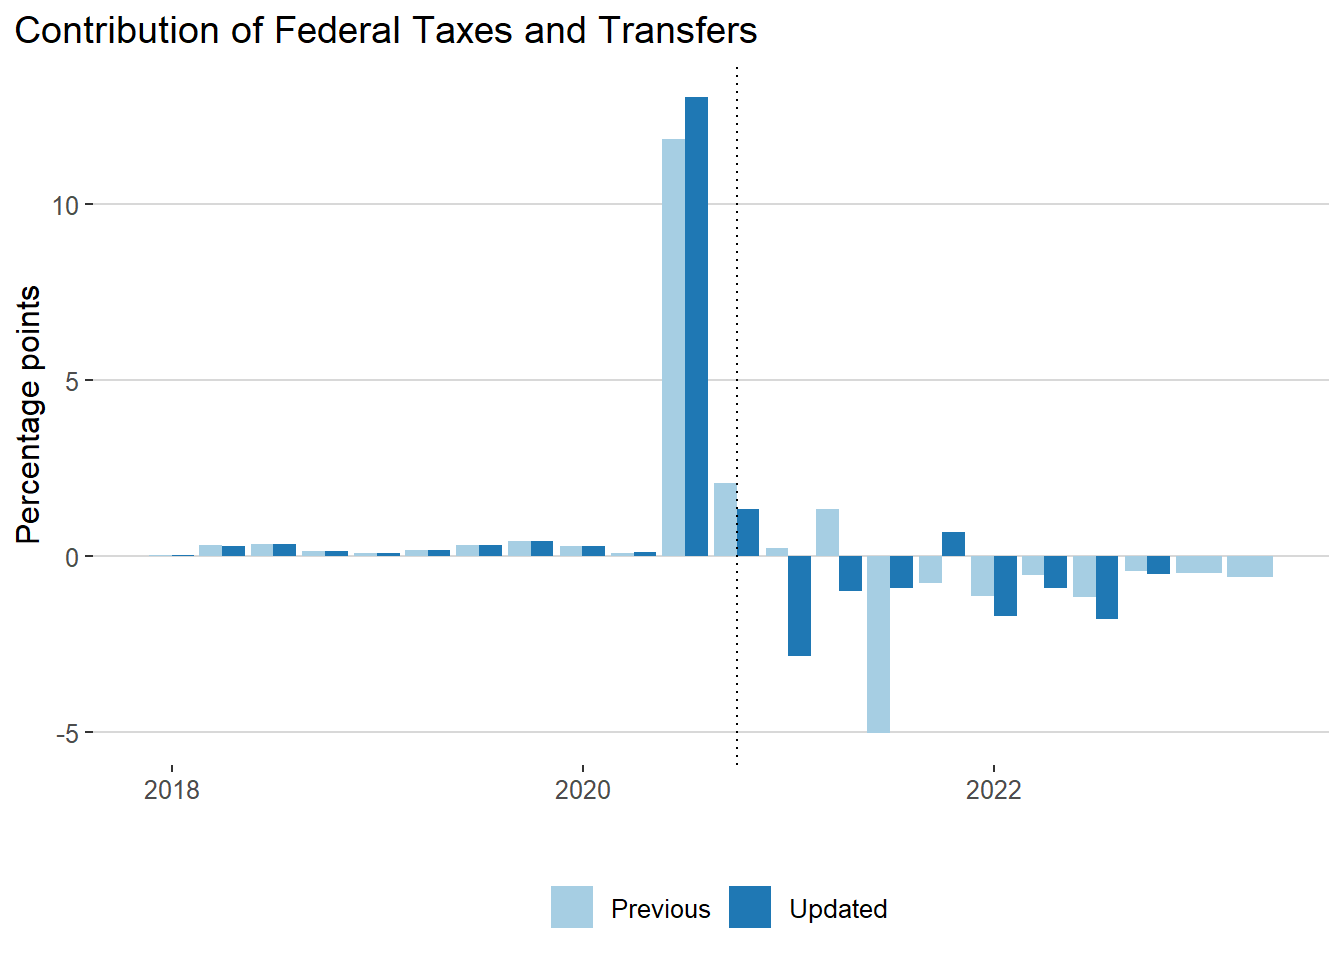 Contribution of Federal Taxes and Transfers
Percentage points
10
5
0
-5
2018
2020
2022
Previous
Updated